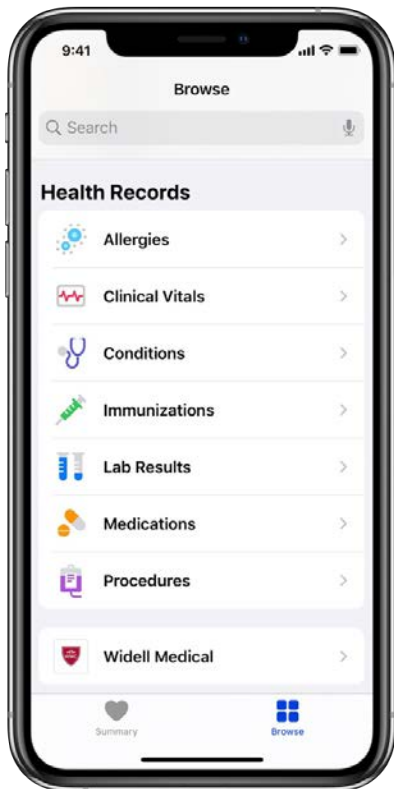 9:41
Browse
Search
Health Records
Allergies
Clinical Vitals
Conditions
Immunizations
Lab Results
Medications
Procedures
Widell Medical
Summary
Browse